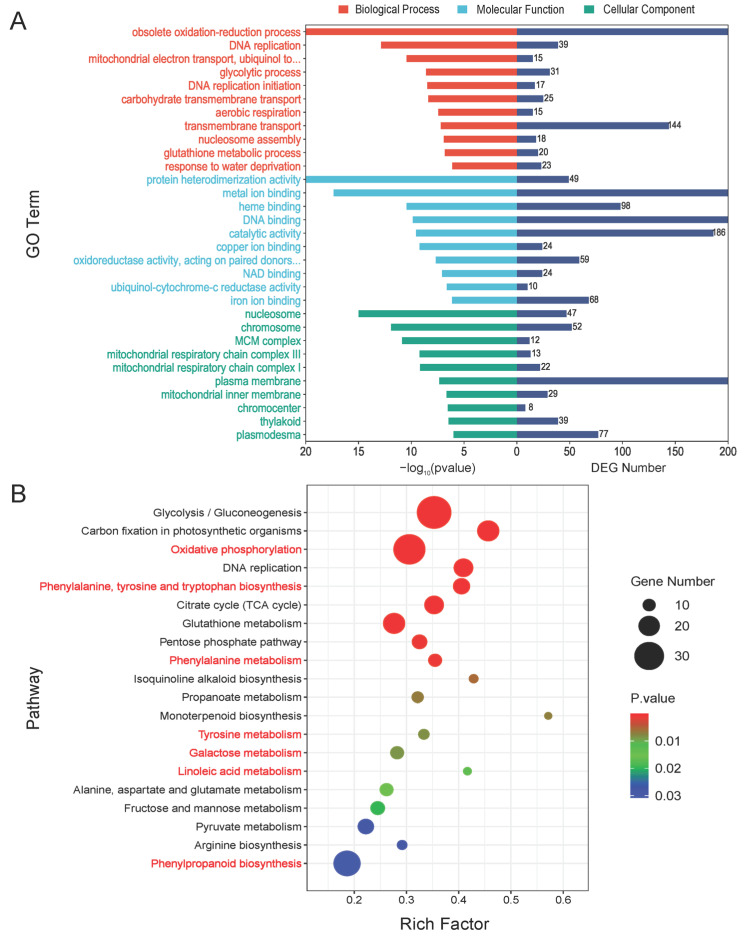 A
Biological Process Molecular Function Cellular Component
GO Term
obsolete oxidation-reduction process
DNA replication 39
mitochondrial electron transport, ubiquinol to... 15
glycolytic process 31
DNA replication initiation 17
carbohydrate transmembrane transport 25
aerobic respiration 15
transmembrane transport 144
nucleosome assembly 18
glutathione metabolic process 20
response to water deprivation 23
protein heterodimerization activity 49
metal ion binding
heme binding 98
DNA binding
catalytic activity 186
copper ion binding 24
oxidoreductase activity, acting on paired donors... 59
NAD binding 24
ubiquinol-cytochrome-c reductase activity 10
iron ion binding 68
nucleosome 47
chromosome 52
MCM complex 12
mitochondrial respiratory chain complex III 13
mitochondrial respiratory chain complex I 22
plasma membrane
mitochondrial inner membrane 29
chromocenter 8
thylakoid 39
plasmodesma 77
20 15 10 5 0 50 100 150 200
−log10(pvalue) DEG Number
B
Pathway
Glycolysis / Gluconeogenesis
Carbon fixation in photosynthetic organisms
Oxidative phosphorylation
DNA replication
Phenylalanine, tyrosine and tryptophan biosynthesis
Citrate cycle (TCA cycle)
Glutathione metabolism
Pentose phosphate pathway
Phenylalanine metabolism
Isoquinoline alkaloid biosynthesis
Propanoate metabolism
Monoterpenoid biosynthesis
Tyrosine metabolism
Galactose metabolism
Linoleic acid metabolism
Alanine, aspartate and glutamate metabolism
Fructose and mannose metabolism
Pyruvate metabolism
Arginine biosynthesis
Phenylpropanoid biosynthesis
0.2 0.3 0.4 0.5 0.6
Rich Factor
Gene Number
10
20
30
P.value
0.01
0.02
0.03